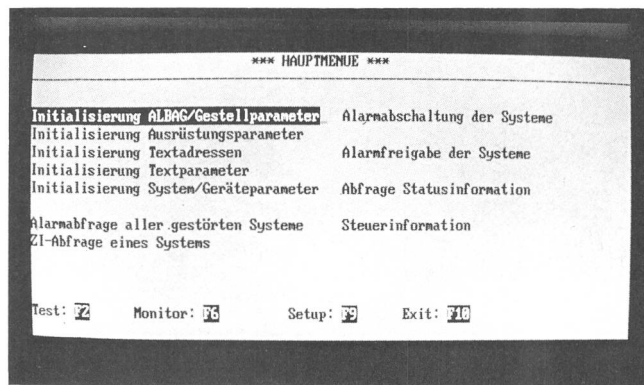 *** HAUPTMENUE ***
Initialisierung ALBAG/Gestellparameter Alarmabschaltung der Systeme
Initialisierung Ausrüstungsparameter
Initialisierung Textadressen Alarmfreigabe der Systeme
Initialisierung Textparameter
Initialisierung System/Geräteparameter Abfrage Statusinformation
Alarmabfrage aller gestörten Systeme Steuerinformation
ZI-Abfrage eines Systems
Test: F2 Monitor: F6 Setup: F9 Exit: F10